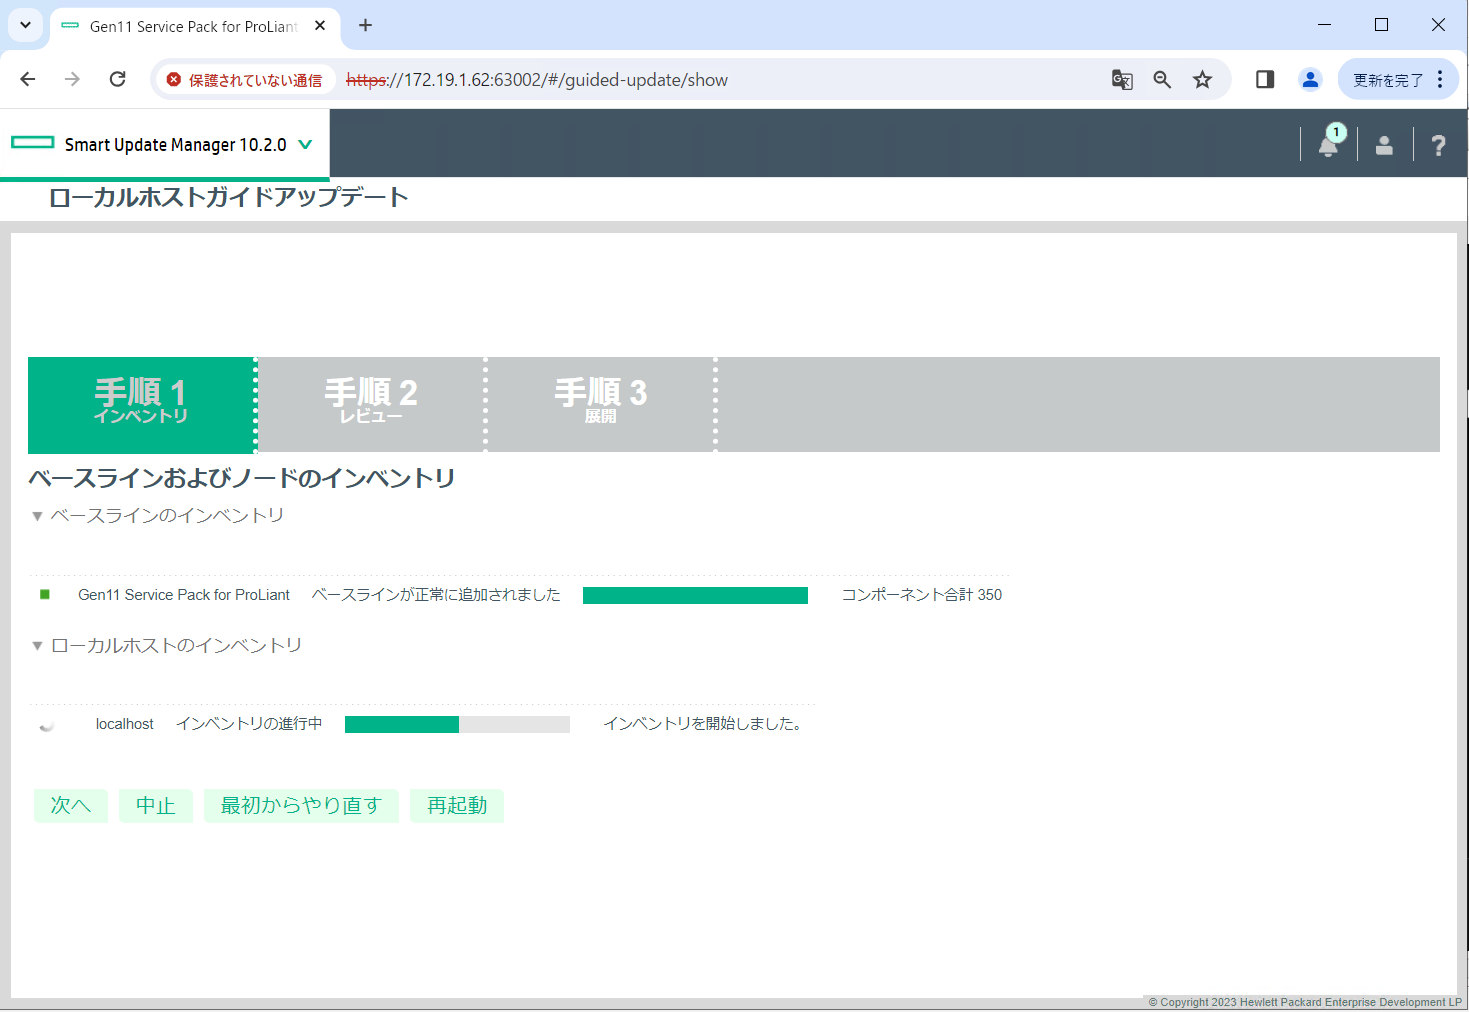 Gen11 Service Pack for ProLiant
保護されていない通信 https://172.19.1.62:63002/#/guided-update/show 更新を完了
Smart Update Manager 10.2.0 1 ?
ローカルホストガイドアップデート
手順 1 手順 2 手順 3
インベントリ レビュー 展開
ベースラインおよびノードのインベントリ
ベースラインのインベントリ
Gen11 Service Pack for ProLiant ベースラインが正常に追加されました コンポーネント合計 350
ローカルホストのインベントリ
localhost インベントリの進行中 インベントリを開始しました。
次へ 中止 最初からやり直す 再起動
© Copyright 2023 Hewlett Packard Enterprise Development LP